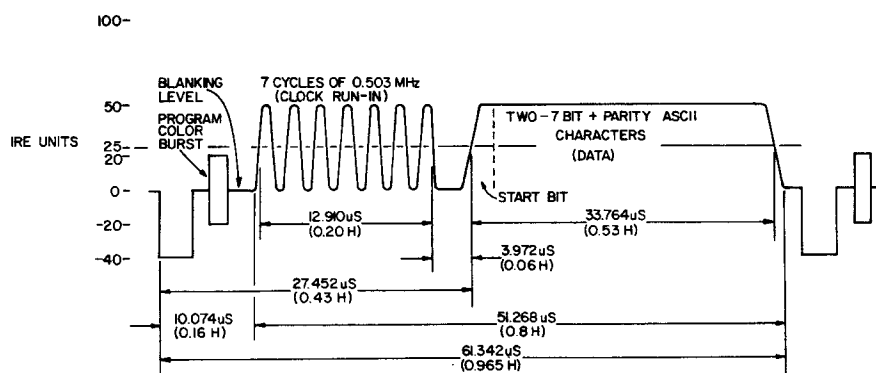 100
BLANKING
LEVEL
7 CYCLES OF 0.503 MHz
(CLOCK RUN-IN)
50
PROGRAM
COLOR
BURST
TWO-7 BIT + PARITY ASCII
CHARACTERS
(DATA)
IRE UNITS
25
20
0
-20
-40
START BIT
12.910uS
(0.20 H)
33.764uS
(0.53 H)
3.972uS
(0.06 H)
27.452uS
(0.43 H)
10.074uS
(0.16 H)
51.268uS
(0.8 H)
61.342uS
(0.965 H)